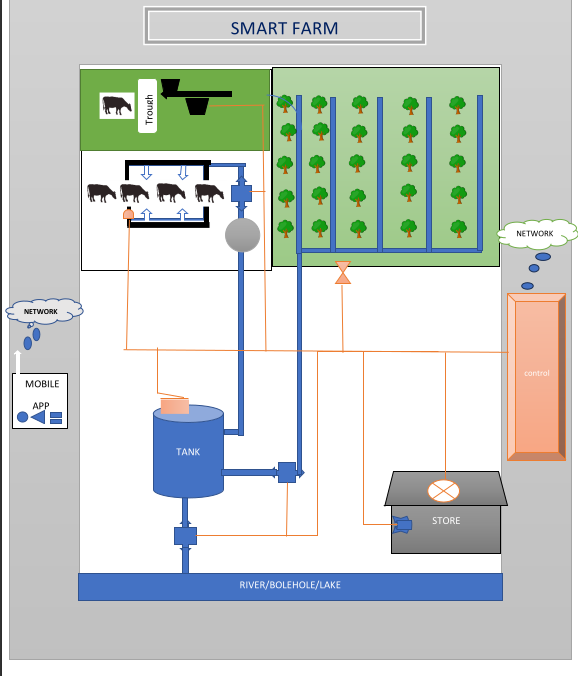 SMART FARM
Trough
NETWORK
NETWORK
MOBILE
APP
control
TANK
STORE
RIVER/BOLEHOLE/LAKE